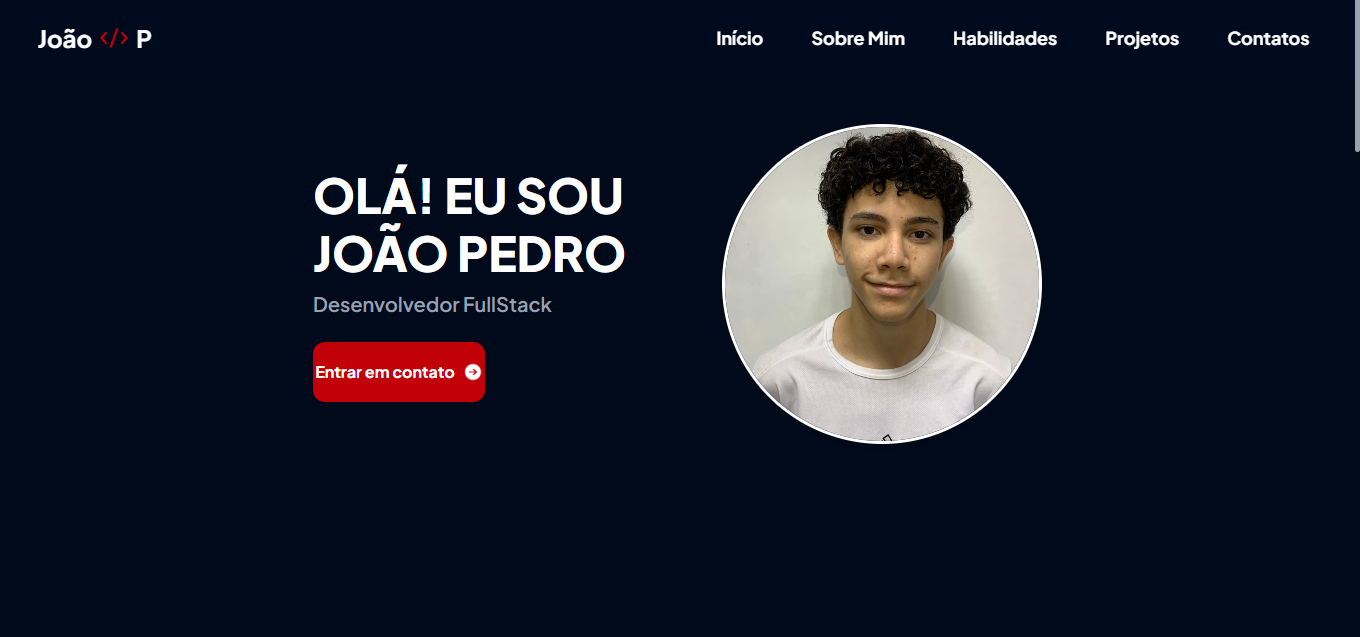 João </> P
Início
Sobre Mim
Habilidades
Projetos
Contatos
OLÁ! EU SOU
JOÃO PEDRO
Desenvolvedor FullStack
Entrar em contato